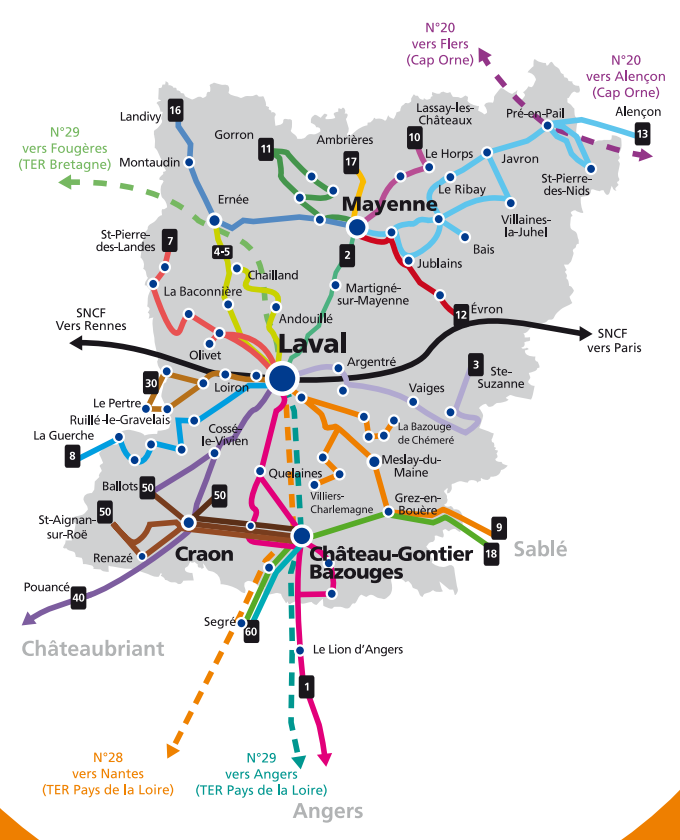 N°20
vers Flers
(Cap Orne)
N°20
vers Alençon
(Cap Orne)
Lassay-les-
Châteaux
16
Landivy
Pré-en-Pail
Alençon
N°29
vers Fougères
(TER Bretagne)
Gorron
11
Ambrières
17
10
13
Montaudin
Le Horps
Javron
Le Ribay
St-Pierre-
des-Nids
Ernée
Mayenne
Villaines-
la-Juhel
St-Pierre-
des-Landes
7
4-5
2
Bais
Jublains
Chailland
La Baconnière
Martigné-
sur-Mayenne
Andouillé
12
Évron
SNCF
Vers Rennes
SNCF
vers Paris
Laval
Olivet
Argentré
3
Ste-
Suzanne
30
Loiron
Vaiges
Le Pertre
Ruillé-le-Gravelais
La Guerche
8
Cossé-
le-Vivien
La Bazouge
de Chéméré
Meslay-du-
Maine
Quelaines
Ballots
50
50
Villiers-
Charlemagne
Grez-en-
Bouère
50
St-Aignan-
sur-Roë
9
18
Sablé
Renazé
Craon
Château-Gontier
Bazouges
Pouancé
40
Segré
60
Châteaubriant
Le Lion d'Angers
1
N°28
vers Nantes
(TER Pays de la Loire)
N°29
vers Angers
(TER Pays de la Loire)
Angers